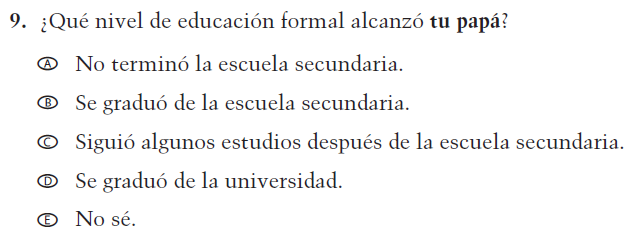 9. ¿Qué nivel de educación formal alcanzó tu papá?
A No terminó la escuela secundaria.
B Se graduó de la escuela secundaria.
C Siguió algunos estudios después de la escuela secundaria.
D Se graduó de la universidad.
E No sé.